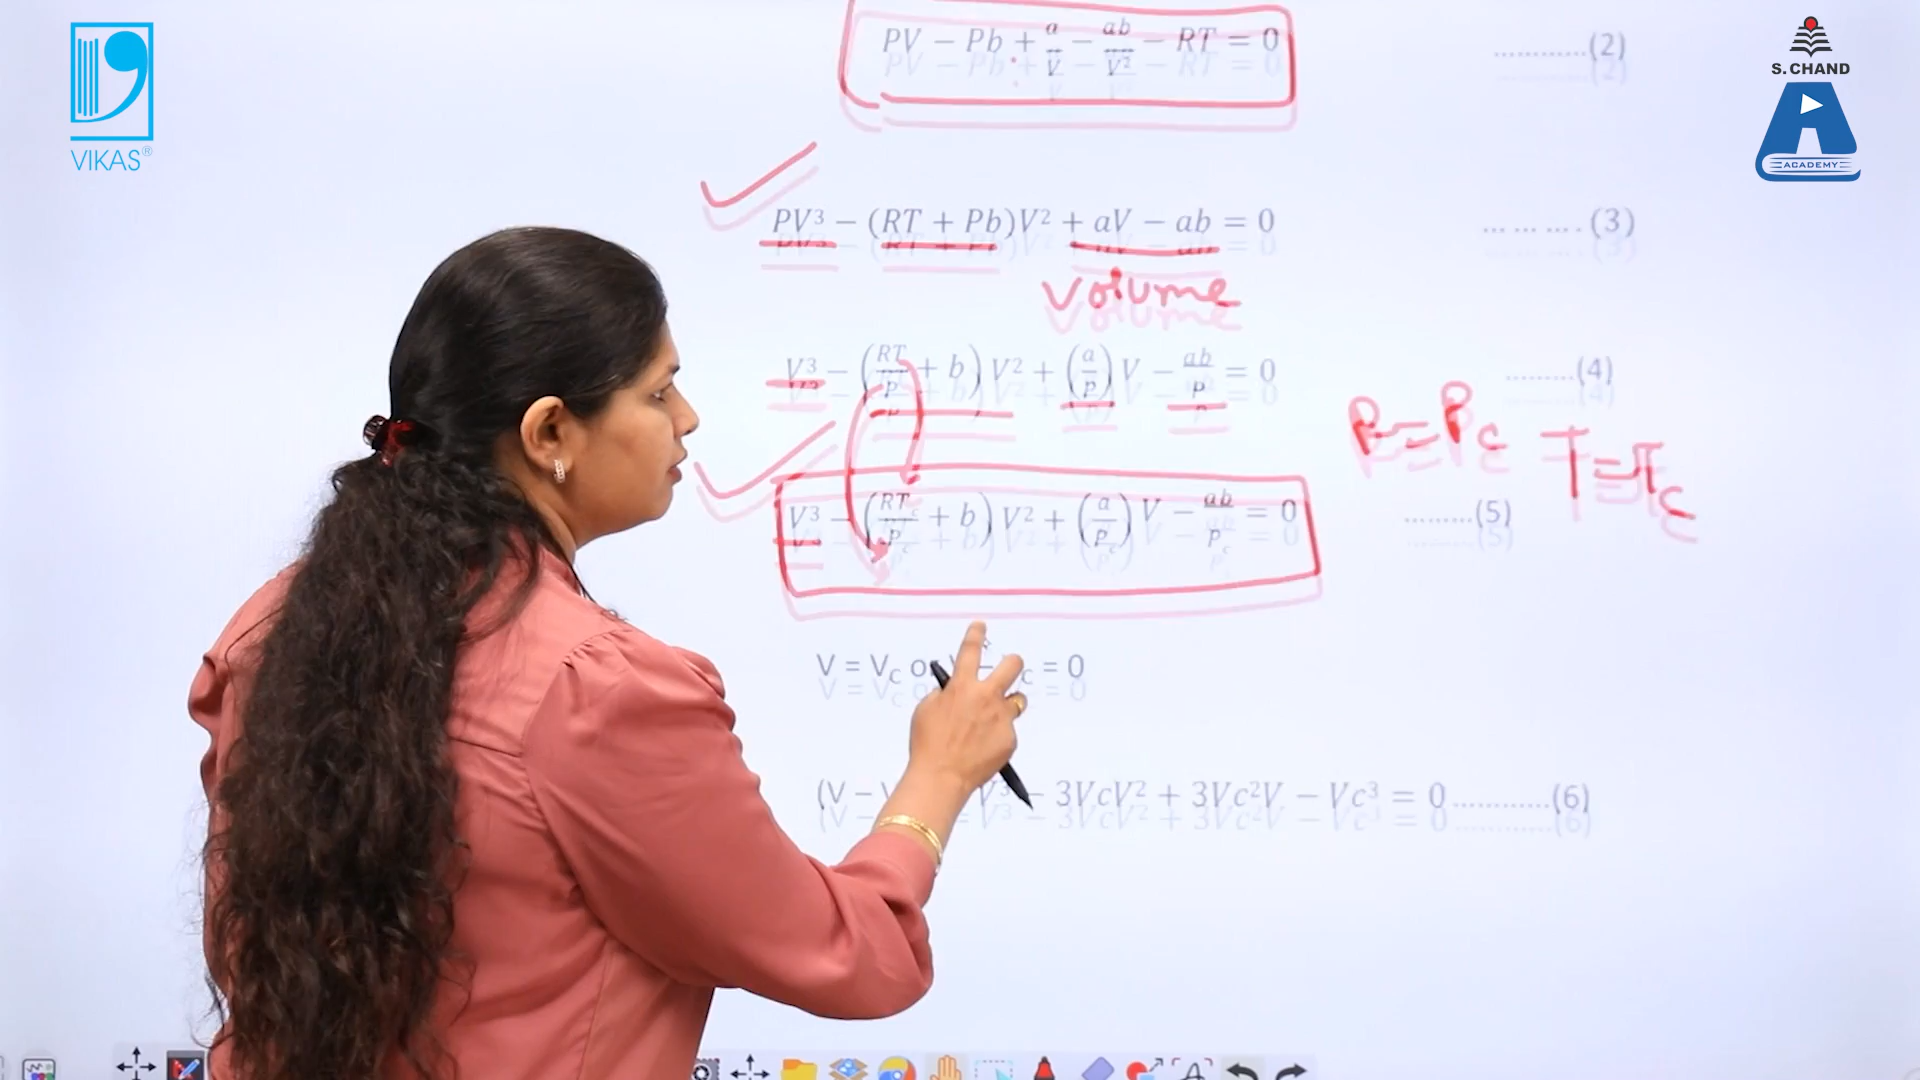 VIKAS®
S. CHAND
ACADEMY
PV − Pb + a/V − ab/V² − RT = 0 ............(2)
PV³ − (RT + Pb)V² + aV − ab = 0 ... ... ... .(3)
volume
V³ − (RT/P + b) V² + (a/P) V − ab/P = 0 .........(4)
P = Pc T = Tc
V³ − (RTc/Pc + b) V² + (a/Pc) V − ab/Pc = 0 .........(5)
V = VC = 0
(V − V³ − 3VcV² + 3Vc²V − Vc³ = 0 ............(6)